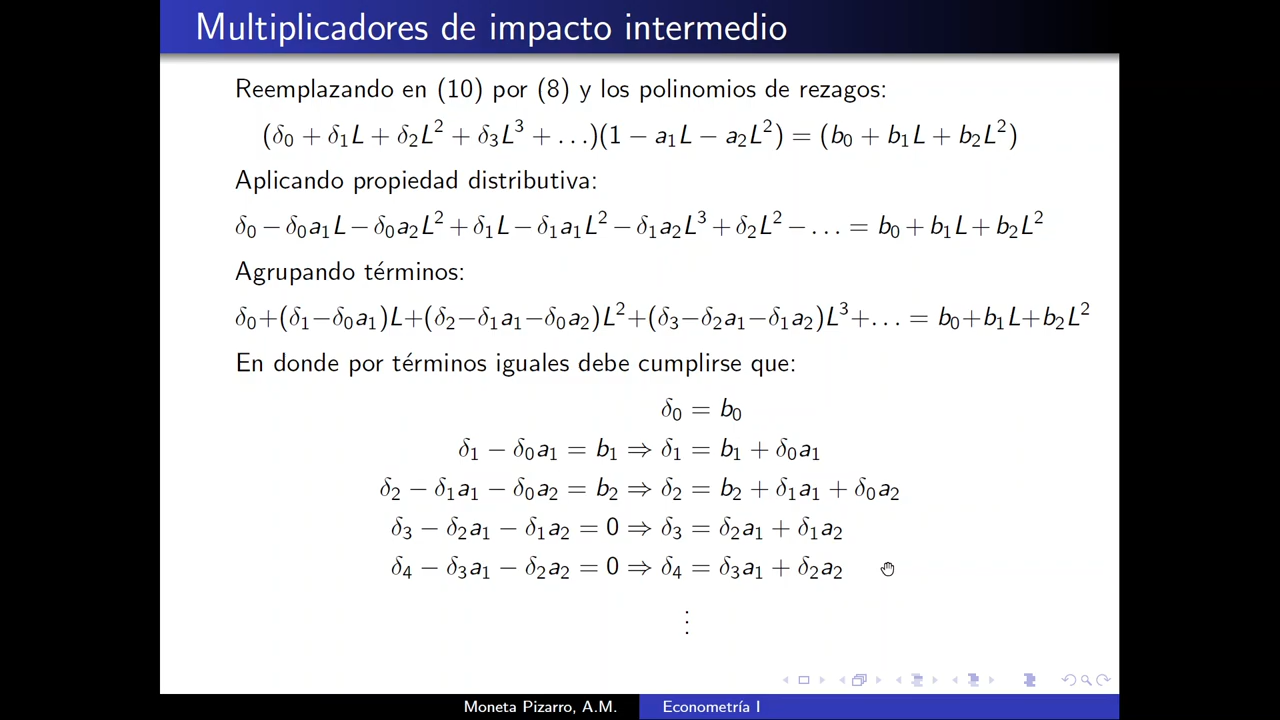 Multiplicadores de impacto intermedio
Reemplazando en (10) por (8) y los polinomios de rezagos:
(δ₀ + δ₁L + δ₂L² + δ₃L³ + ...)(1 − a₁L − a₂L²) = (b₀ + b₁L + b₂L²)
Aplicando propiedad distributiva:
δ₀ − δ₀a₁L − δ₀a₂L² + δ₁L − δ₁a₁L² − δ₁a₂L³ + δ₂L² − ... = b₀ + b₁L + b₂L²
Agrupando términos:
δ₀+(δ₁−δ₀a₁)L+(δ₂−δ₁a₁−δ₀a₂)L²+(δ₃−δ₂a₁−δ₁a₂)L³+... = b₀+b₁L+b₂L²
En donde por términos iguales debe cumplirse que:
δ₀ = b₀
δ₁ − δ₀a₁ = b₁ ⇒ δ₁ = b₁ + δ₀a₁
δ₂ − δ₁a₁ − δ₀a₂ = b₂ ⇒ δ₂ = b₂ + δ₁a₁ + δ₀a₂
δ₃ − δ₂a₁ − δ₁a₂ = 0 ⇒ δ₃ = δ₂a₁ + δ₁a₂
δ₄ − δ₃a₁ − δ₂a₂ = 0 ⇒ δ₄ = δ₃a₁ + δ₂a₂
⋮
Moneta Pizarro, A.M. Econometría I